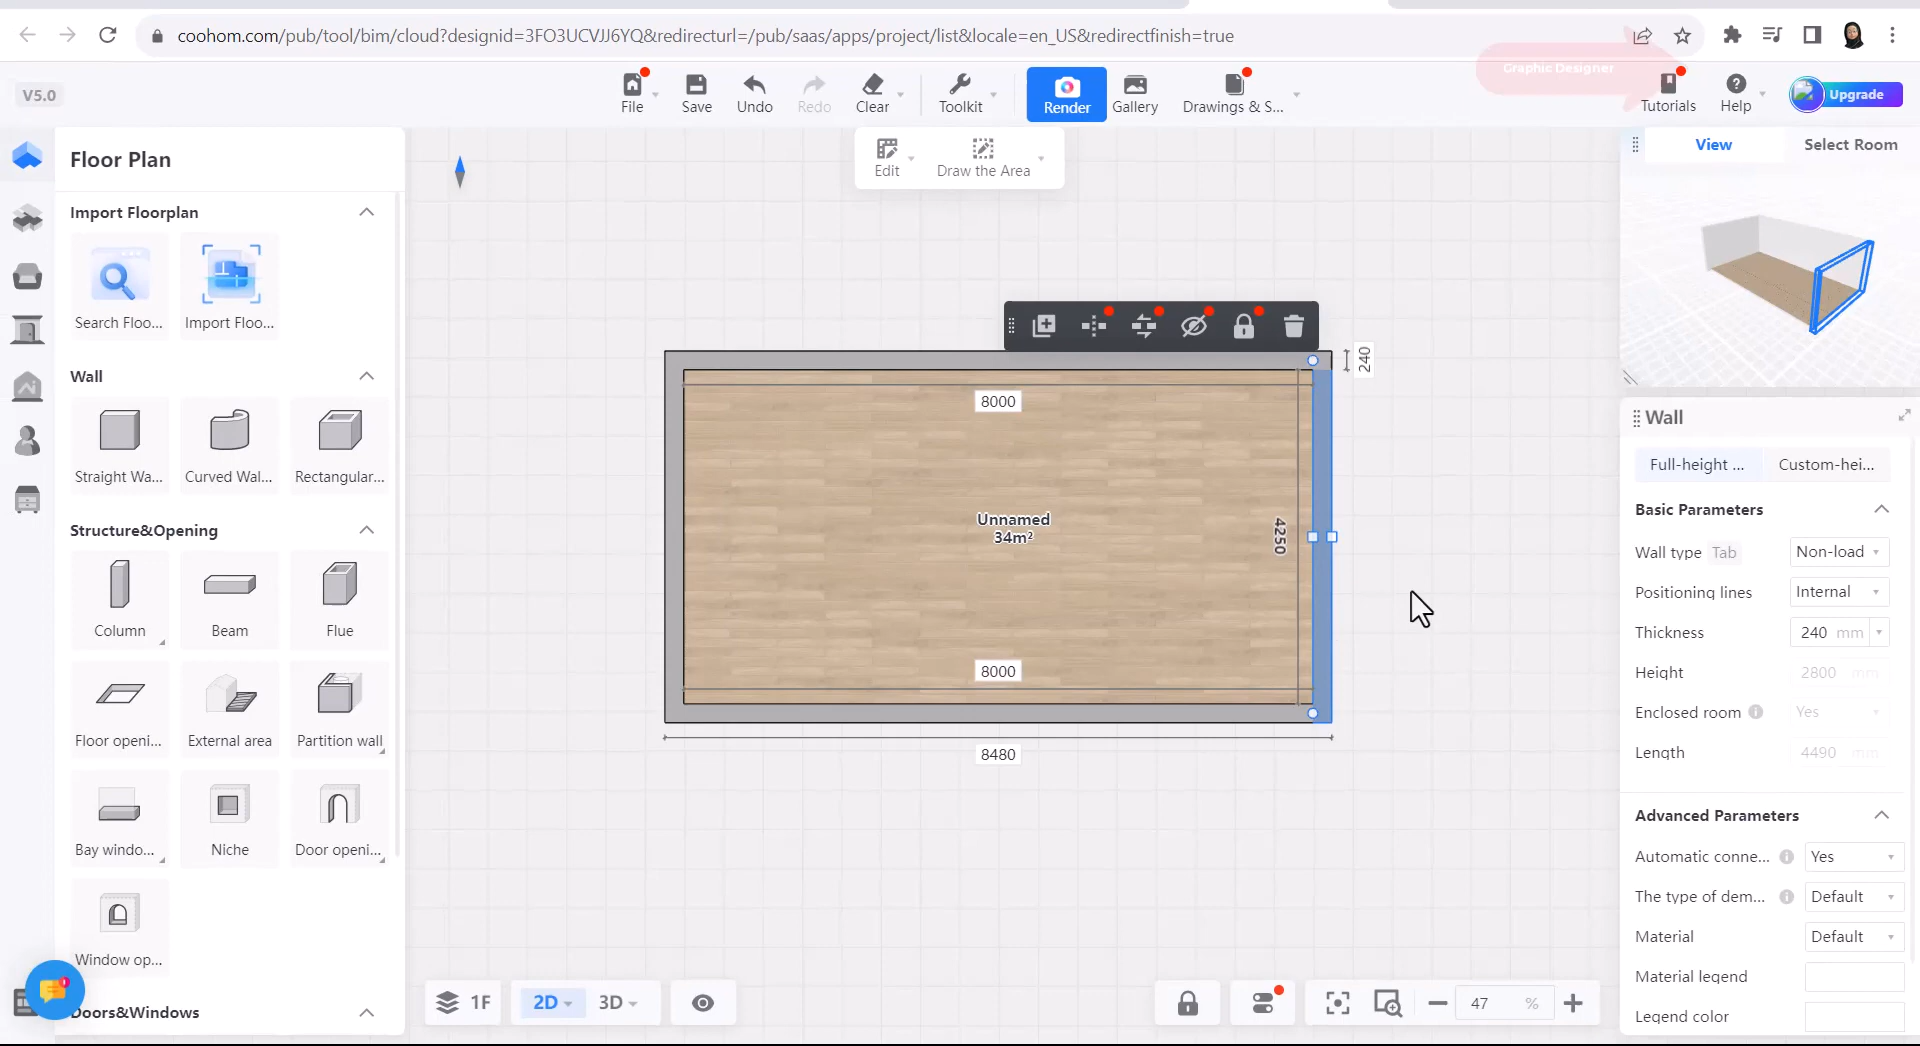 coohom.com/pub/tool/bim/cloud?designid=3FO3UCVJJ6YQ&redirecturl=/pub/saas/apps/project/list&locale=en_US&redirectfinish=true
Graphic Designer
V5.0
File
Save
Undo
Redo
Clear
Toolkit
Render
Gallery
Drawings & S...
Tutorials
Help
Upgrade
Edit
Draw the Area
View
Select Room
Floor Plan
Import Floorplan
Search Floo...
Import Floo...
Wall
Straight Wa...
Curved Wal...
Rectangular...
Structure&Opening
Column
Beam
Flue
Floor openi...
External area
Partition wall
Bay windo...
Niche
Door openi...
Window op...
Doors&Windows
240
8000
Unnamed
34m²
4250
8000
8480
Wall
Full-height ...
Custom-hei...
Basic Parameters
Wall type Tab Non-load
Positioning lines Internal
Thickness 240 mm
Height 2800 mm
Enclosed room Yes
Length 4490 mm
Advanced Parameters
Automatic conne... Yes
The type of dem... Default
Material Default
Material legend
Legend color
1F
2D
3D
47 %